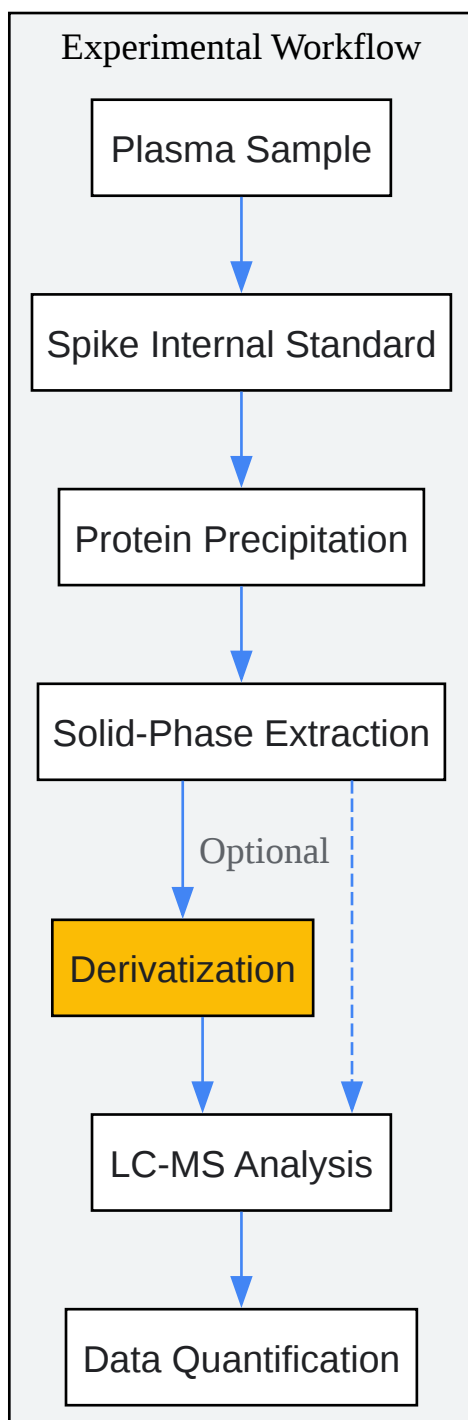 Experimental Workflow
Plasma Sample
Spike Internal Standard
Protein Precipitation
Solid-Phase Extraction
Optional
Derivatization
LC-MS Analysis
Data Quantification